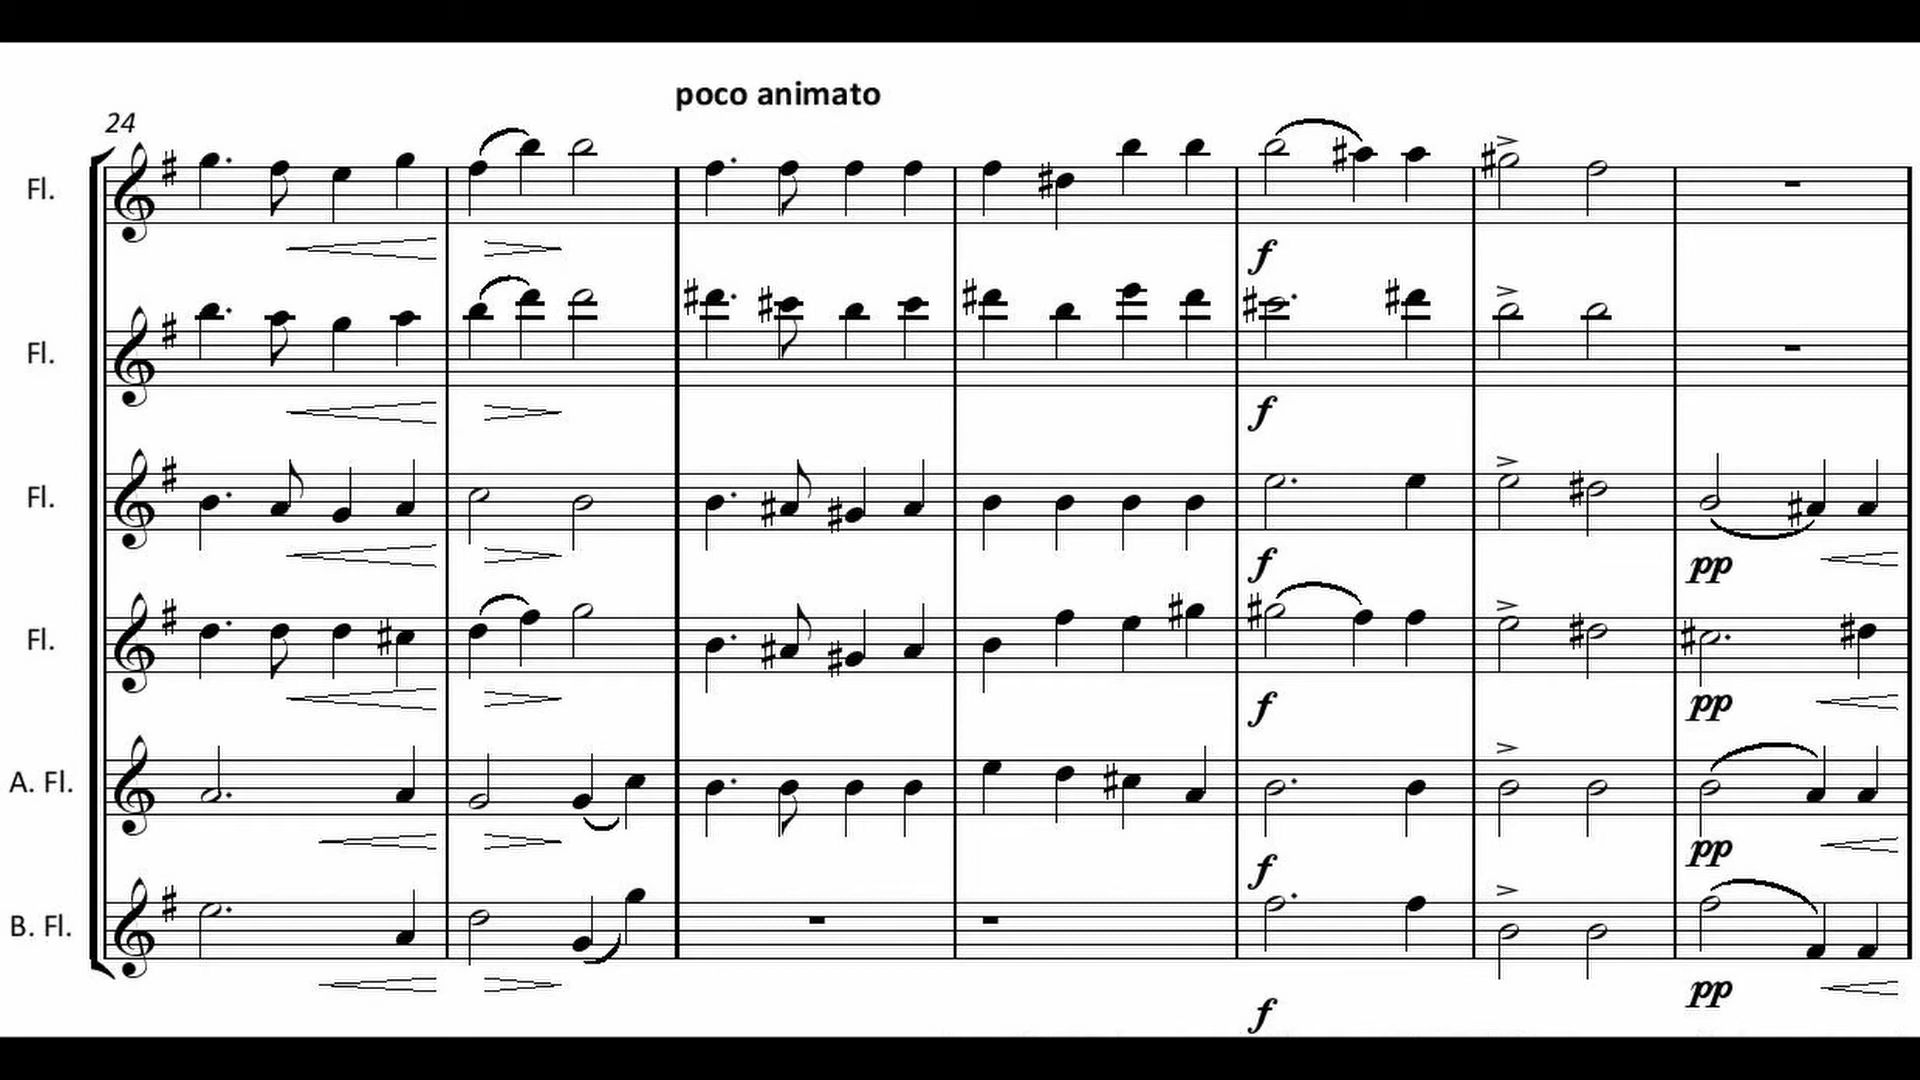 poco animato
24
Fl.
f
Fl.
f
Fl.
f pp
Fl.
f pp
A. Fl.
f pp
B. Fl.
f pp